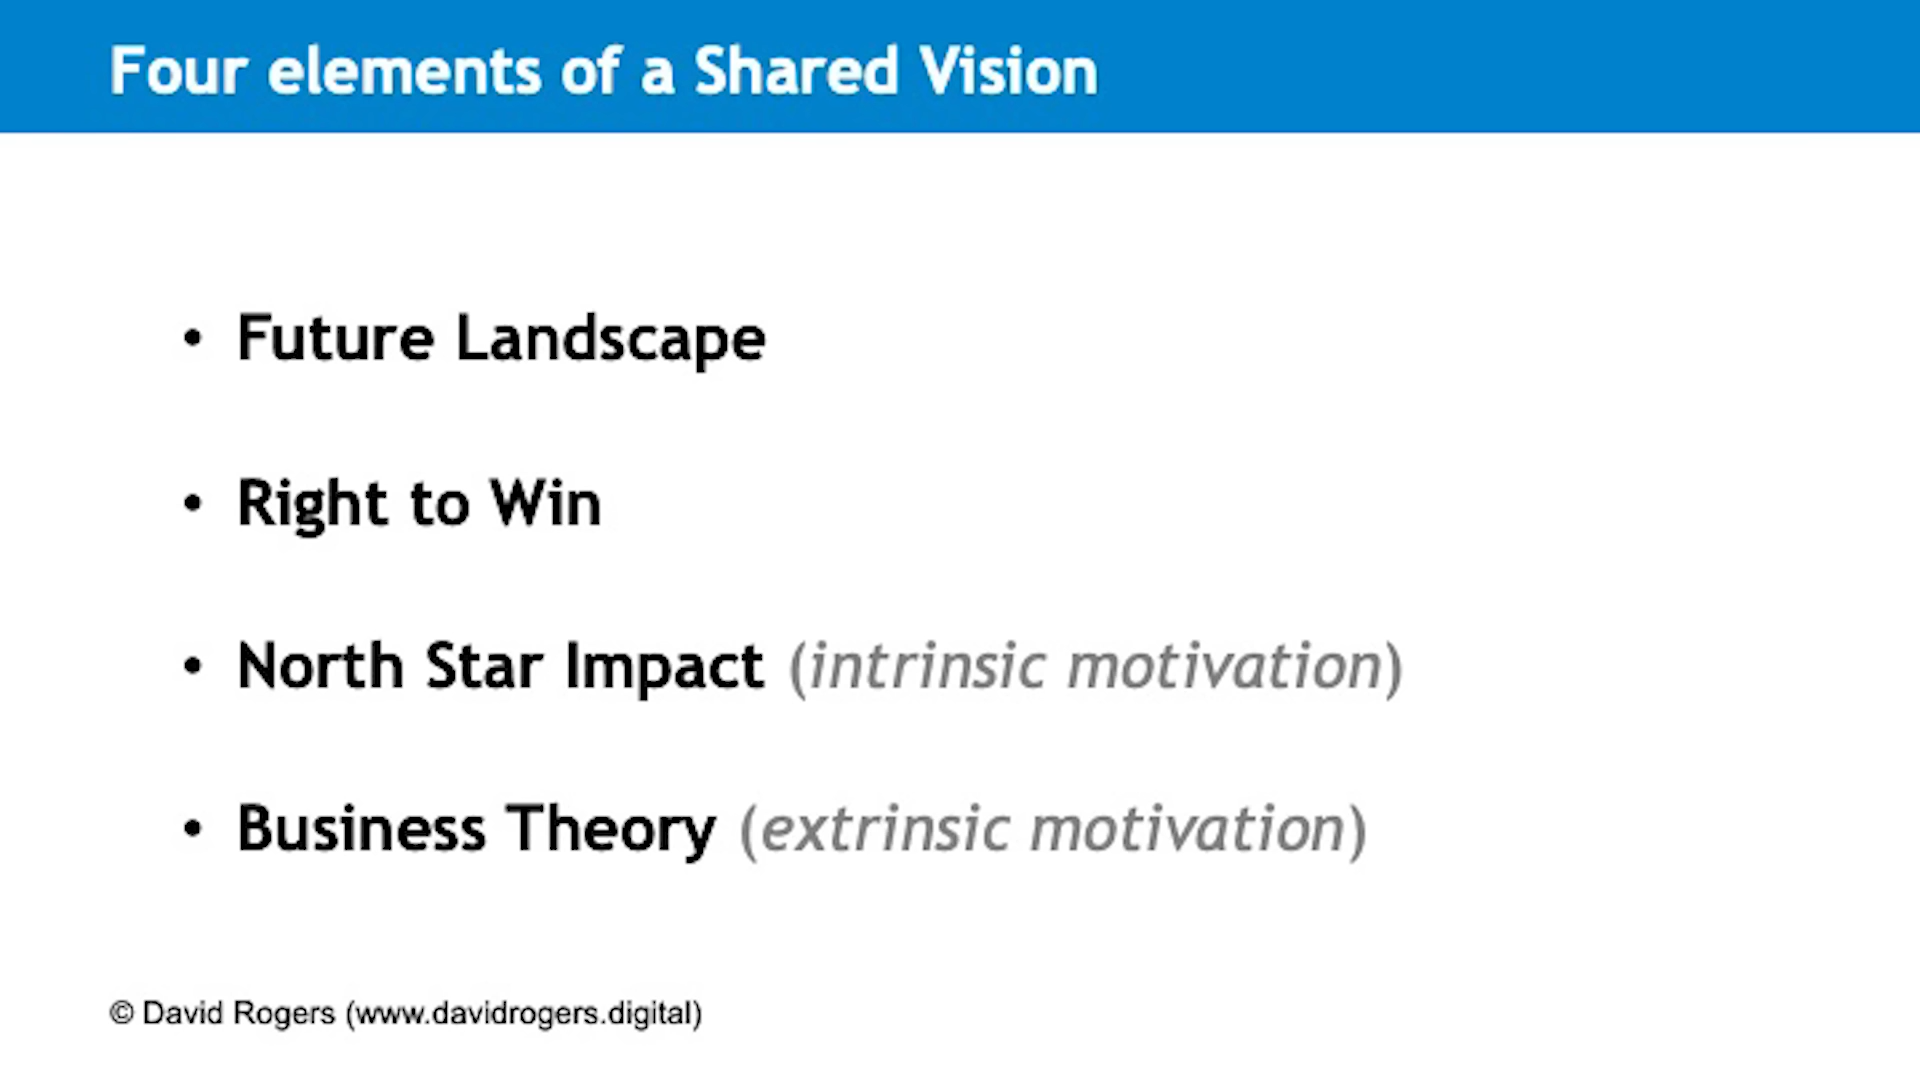 Four elements of a Shared Vision
• Future Landscape
• Right to Win
• North Star Impact (intrinsic motivation)
• Business Theory (extrinsic motivation)
© David Rogers (www.davidrogers.digital)